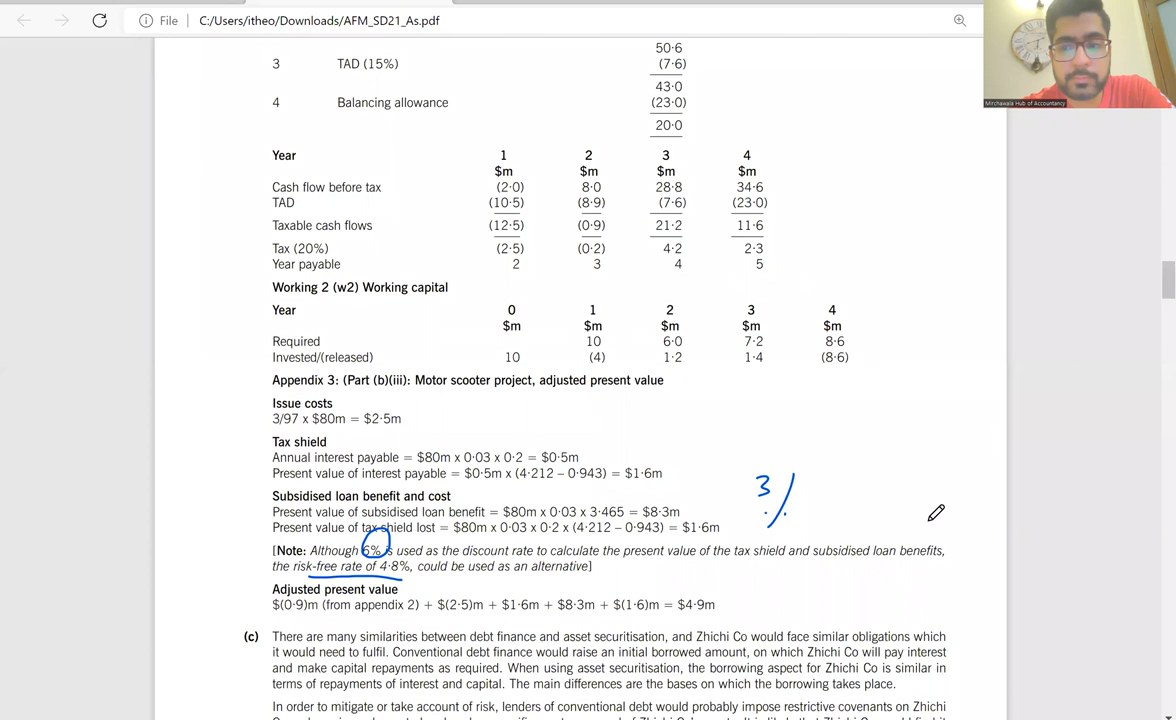 File
C:/Users/itheo/Downloads/AFM_SD21_As.pdf
Mirchawala Hub of Accountancy
50·6
3 TAD (15%) (7·6)
43·0
4 Balancing allowance (23·0)
20·0
Year 1 2 3 4
$m $m $m $m
Cash flow before tax (2·0) 8·0 28·8 34·6
TAD (10·5) (8·9) (7·6) (23·0)
Taxable cash flows (12·5) (0·9) 21·2 11·6
Tax (20%) (2·5) (0·2) 4·2 2·3
Year payable 2 3 4 5
Working 2 (w2) Working capital
Year 0 1 2 3 4
$m $m $m $m $m
Required 10 6·0 7·2 8·6
Invested/(released) 10 (4) 1·2 1·4 (8·6)
Appendix 3: (Part (b)(iii): Motor scooter project, adjusted present value
Issue costs
3/97 x $80m = $2·5m
Tax shield
Annual interest payable = $80m x 0·03 x 0·2 = $0·5m
Present value of interest payable = $0·5m x (4·212 – 0·943) = $1·6m
3%
Subsidised loan benefit and cost
Present value of subsidised loan benefit = $80m x 0·03 x 3·465 = $8·3m
Present value of tax shield lost = $80m x 0·03 x 0·2 x (4·212 – 0·943) = $1·6m
[Note: Although 6% is used as the discount rate to calculate the present value of the tax shield and subsidised loan benefits,
the risk-free rate of 4·8%, could be used as an alternative]
Adjusted present value
$(0·9)m (from appendix 2) + $(2·5)m + $1·6m + $8·3m + $(1·6)m = $4·9m
(c) There are many similarities between debt finance and asset securitisation, and Zhichi Co would face similar obligations which
it would need to fulfil. Conventional debt finance would raise an initial borrowed amount, on which Zhichi Co will pay interest
and make capital repayments as required. When using asset securitisation, the borrowing aspect for Zhichi Co is similar in
terms of repayments of interest and capital. The main differences are the bases on which the borrowing takes place.
In order to mitigate or take account of risk, lenders of conventional debt would probably impose restrictive covenants on Zhichi